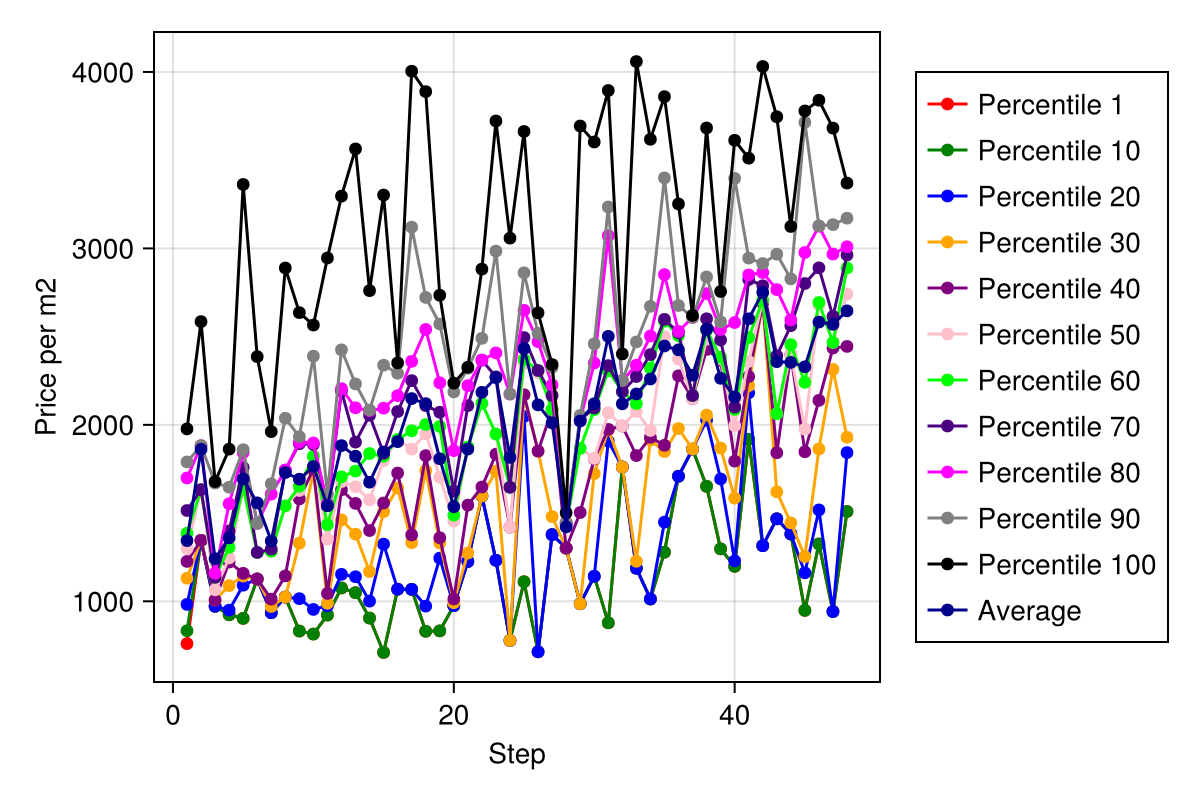 4000
3000
2000
1000
Price per m2
0
20
40
Step
Percentile 1
Percentile 10
Percentile 20
Percentile 30
Percentile 40
Percentile 50
Percentile 60
Percentile 70
Percentile 80
Percentile 90
Percentile 100
Average